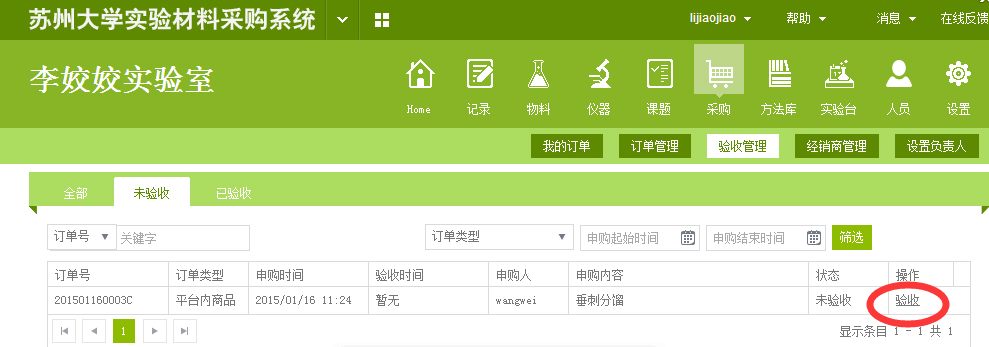 苏州大学实验材料采购系统 lijiaojiao 帮助 消息 在线反馈
李姣姣实验室
Home 记录 物料 仪器 课题 采购 方法库 实验台 人员 设置
我的订单 订单管理 验收管理 经销商管理 设置负责人
全部 未验收 已验收
订单号 关键字 订单类型 申购起始时间 申购结束时间 筛选
订单号 订单类型 申购时间 验收时间 申购人 申购内容 状态 操作
201501160003C 平台内商品 2015/01/16 11:24 暂无 wangwei 垂刺分馏 未验收 验收
1 显示条目 1 - 1 共 1